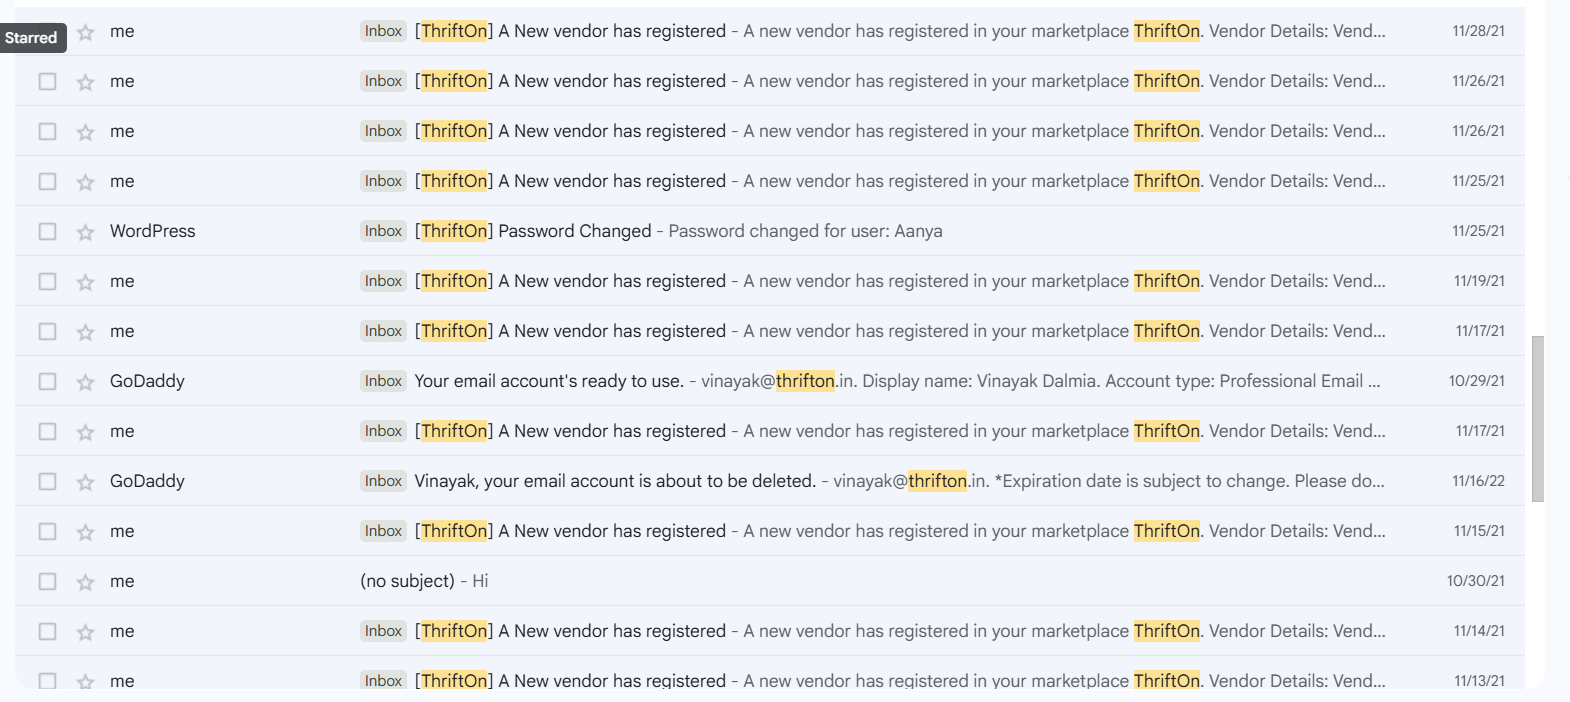 me Inbox [ThriftOn] A New vendor has registered - A new vendor has registered in your marketplace ThriftOn. Vendor Details: Vend... 11/28/21
Starred
me Inbox [ThriftOn] A New vendor has registered - A new vendor has registered in your marketplace ThriftOn. Vendor Details: Vend... 11/26/21
me Inbox [ThriftOn] A New vendor has registered - A new vendor has registered in your marketplace ThriftOn. Vendor Details: Vend... 11/26/21
me Inbox [ThriftOn] A New vendor has registered - A new vendor has registered in your marketplace ThriftOn. Vendor Details: Vend... 11/25/21
WordPress Inbox [ThriftOn] Password Changed - Password changed for user: Aanya 11/25/21
me Inbox [ThriftOn] A New vendor has registered - A new vendor has registered in your marketplace ThriftOn. Vendor Details: Vend... 11/19/21
me Inbox [ThriftOn] A New vendor has registered - A new vendor has registered in your marketplace ThriftOn. Vendor Details: Vend... 11/17/21
GoDaddy Inbox Your email account's ready to use. - vinayak@thrifton.in. Display name: Vinayak Dalmia. Account type: Professional Email ... 10/29/21
me Inbox [ThriftOn] A New vendor has registered - A new vendor has registered in your marketplace ThriftOn. Vendor Details: Vend... 11/17/21
GoDaddy Inbox Vinayak, your email account is about to be deleted. - vinayak@thrifton.in. *Expiration date is subject to change. Please do... 11/16/22
me Inbox [ThriftOn] A New vendor has registered - A new vendor has registered in your marketplace ThriftOn. Vendor Details: Vend... 11/15/21
me (no subject) - Hi 10/30/21
me Inbox [ThriftOn] A New vendor has registered - A new vendor has registered in your marketplace ThriftOn. Vendor Details: Vend... 11/14/21
me Inbox [ThriftOn] A New vendor has registered - A new vendor has registered in your marketplace ThriftOn. Vendor Details: Vend... 11/13/21